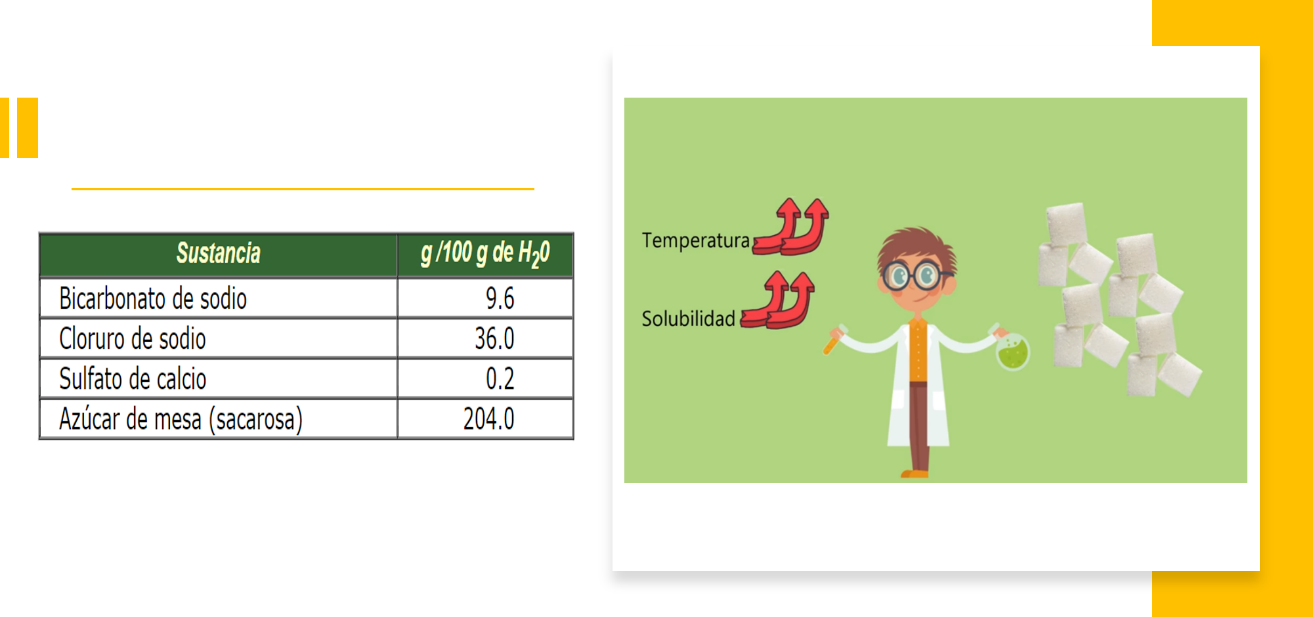 Sustancia g /100 g de H20
Bicarbonato de sodio 9.6
Cloruro de sodio 36.0
Sulfato de calcio 0.2
Azúcar de mesa (sacarosa) 204.0
Temperatura
Solubilidad